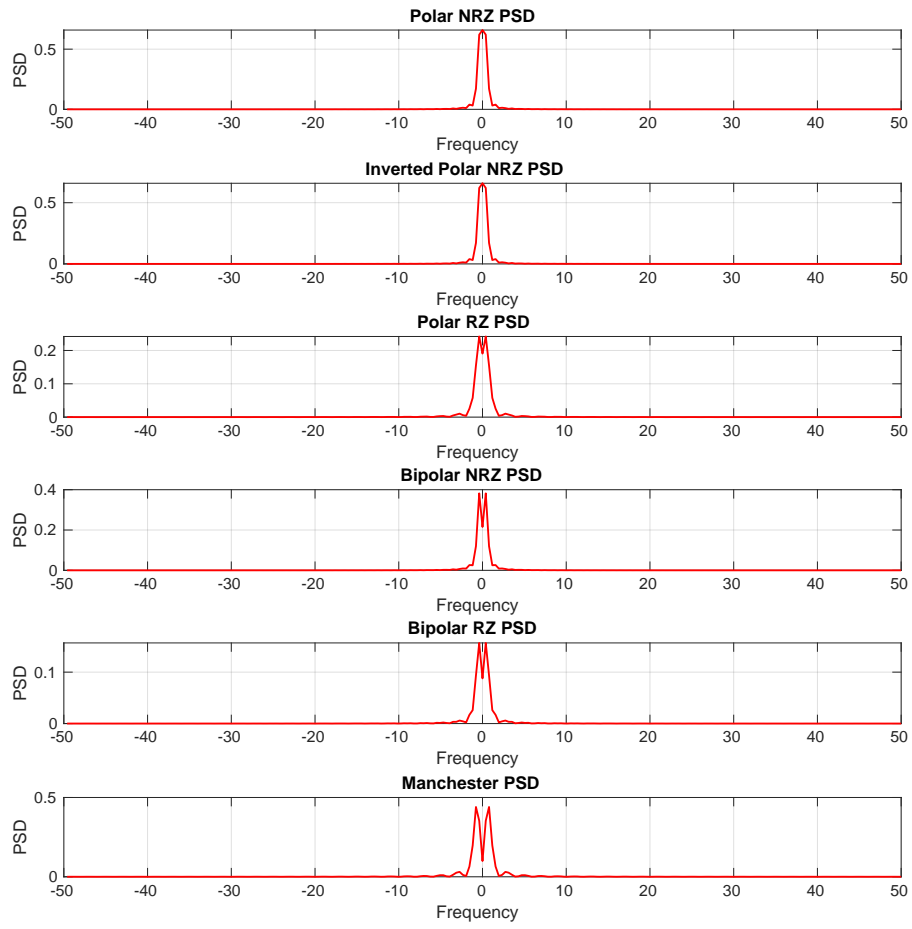 Polar NRZ PSD
PSD
0.5
0
-50 -40 -30 -20 -10 0 10 20 30 40 50
Frequency
Inverted Polar NRZ PSD
PSD
0.5
0
-50 -40 -30 -20 -10 0 10 20 30 40 50
Frequency
Polar RZ PSD
PSD
0.2
0.1
0
-50 -40 -30 -20 -10 0 10 20 30 40 50
Frequency
Bipolar NRZ PSD
PSD
0.4
0.2
0
-50 -40 -30 -20 -10 0 10 20 30 40 50
Frequency
Bipolar RZ PSD
PSD
0.1
0
-50 -40 -30 -20 -10 0 10 20 30 40 50
Frequency
Manchester PSD
PSD
0.5
0
-50 -40 -30 -20 -10 0 10 20 30 40 50
Frequency